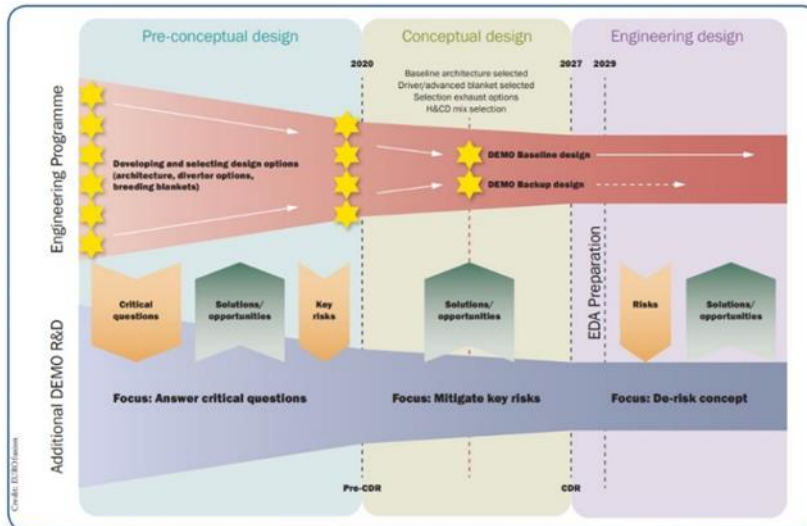 Pre-conceptual design
Conceptual design
Engineering design
2020
2027
2029
Baseline architecture selected
Driver/advanced blanket selected
Selection exhaust options
H&CD mix selection
Engineering Programme
Developing and selecting design options
(architecture, divertor options,
breeding blankets)
DEMO Baseline design
DEMO Backup design
EDA Preparation
Critical
questions
Solutions/
opportunities
Key
risks
Solutions/
opportunities
Risks
Solutions/
opportunities
Additional DEMO R&D
Focus: Answer critical questions
Focus: Mitigate key risks
Focus: De-risk concept
Credit: EUROfusion
Pre-CDR
CDR